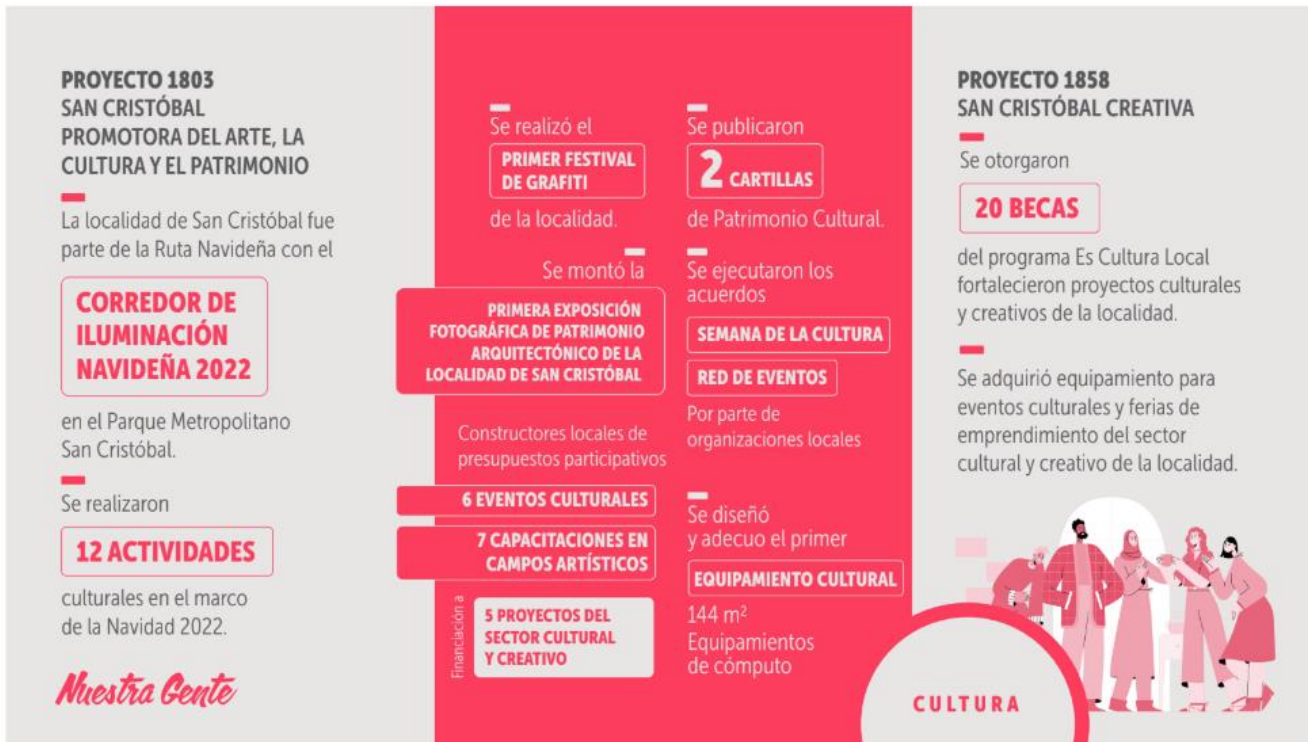 PROYECTO 1803
SAN CRISTÓBAL
PROMOTORA DEL ARTE, LA
CULTURA Y EL PATRIMONIO
La localidad de San Cristóbal fue
parte de la Ruta Navideña con el
CORREDOR DE
ILUMINACIÓN
NAVIDEÑA 2022
en el Parque Metropolitano
San Cristóbal.
Se realizaron
12 ACTIVIDADES
culturales en el marco
de la Navidad 2022.
Nuestra Gente
Se realizó el
PRIMER FESTIVAL
DE GRAFITI
de la localidad.
Se montó la
PRIMERA EXPOSICIÓN
FOTOGRÁFICA DE PATRIMONIO
ARQUITECTÓNICO DE LA
LOCALIDAD DE SAN CRISTÓBAL
Constructores locales de
presupuestos participativos
6 EVENTOS CULTURALES
7 CAPACITACIONES EN
CAMPOS ARTÍSTICOS
Financiación a
5 PROYECTOS DEL
SECTOR CULTURAL
Y CREATIVO
Se publicaron
2 CARTILLAS
de Patrimonio Cultural.
Se ejecutaron los
acuerdos
SEMANA DE LA CULTURA
RED DE EVENTOS
Por parte de
organizaciones locales
Se diseñó
y adecuo el primer
EQUIPAMIENTO CULTURAL
144 m²
Equipamientos
de cómputo
PROYECTO 1858
SAN CRISTÓBAL CREATIVA
Se otorgaron
20 BECAS
del programa Es Cultura Local
fortalecieron proyectos culturales
y creativos de la localidad.
Se adquirió equipamiento para
eventos culturales y ferias de
emprendimiento del sector
cultural y creativo de la localidad.
CULTURA